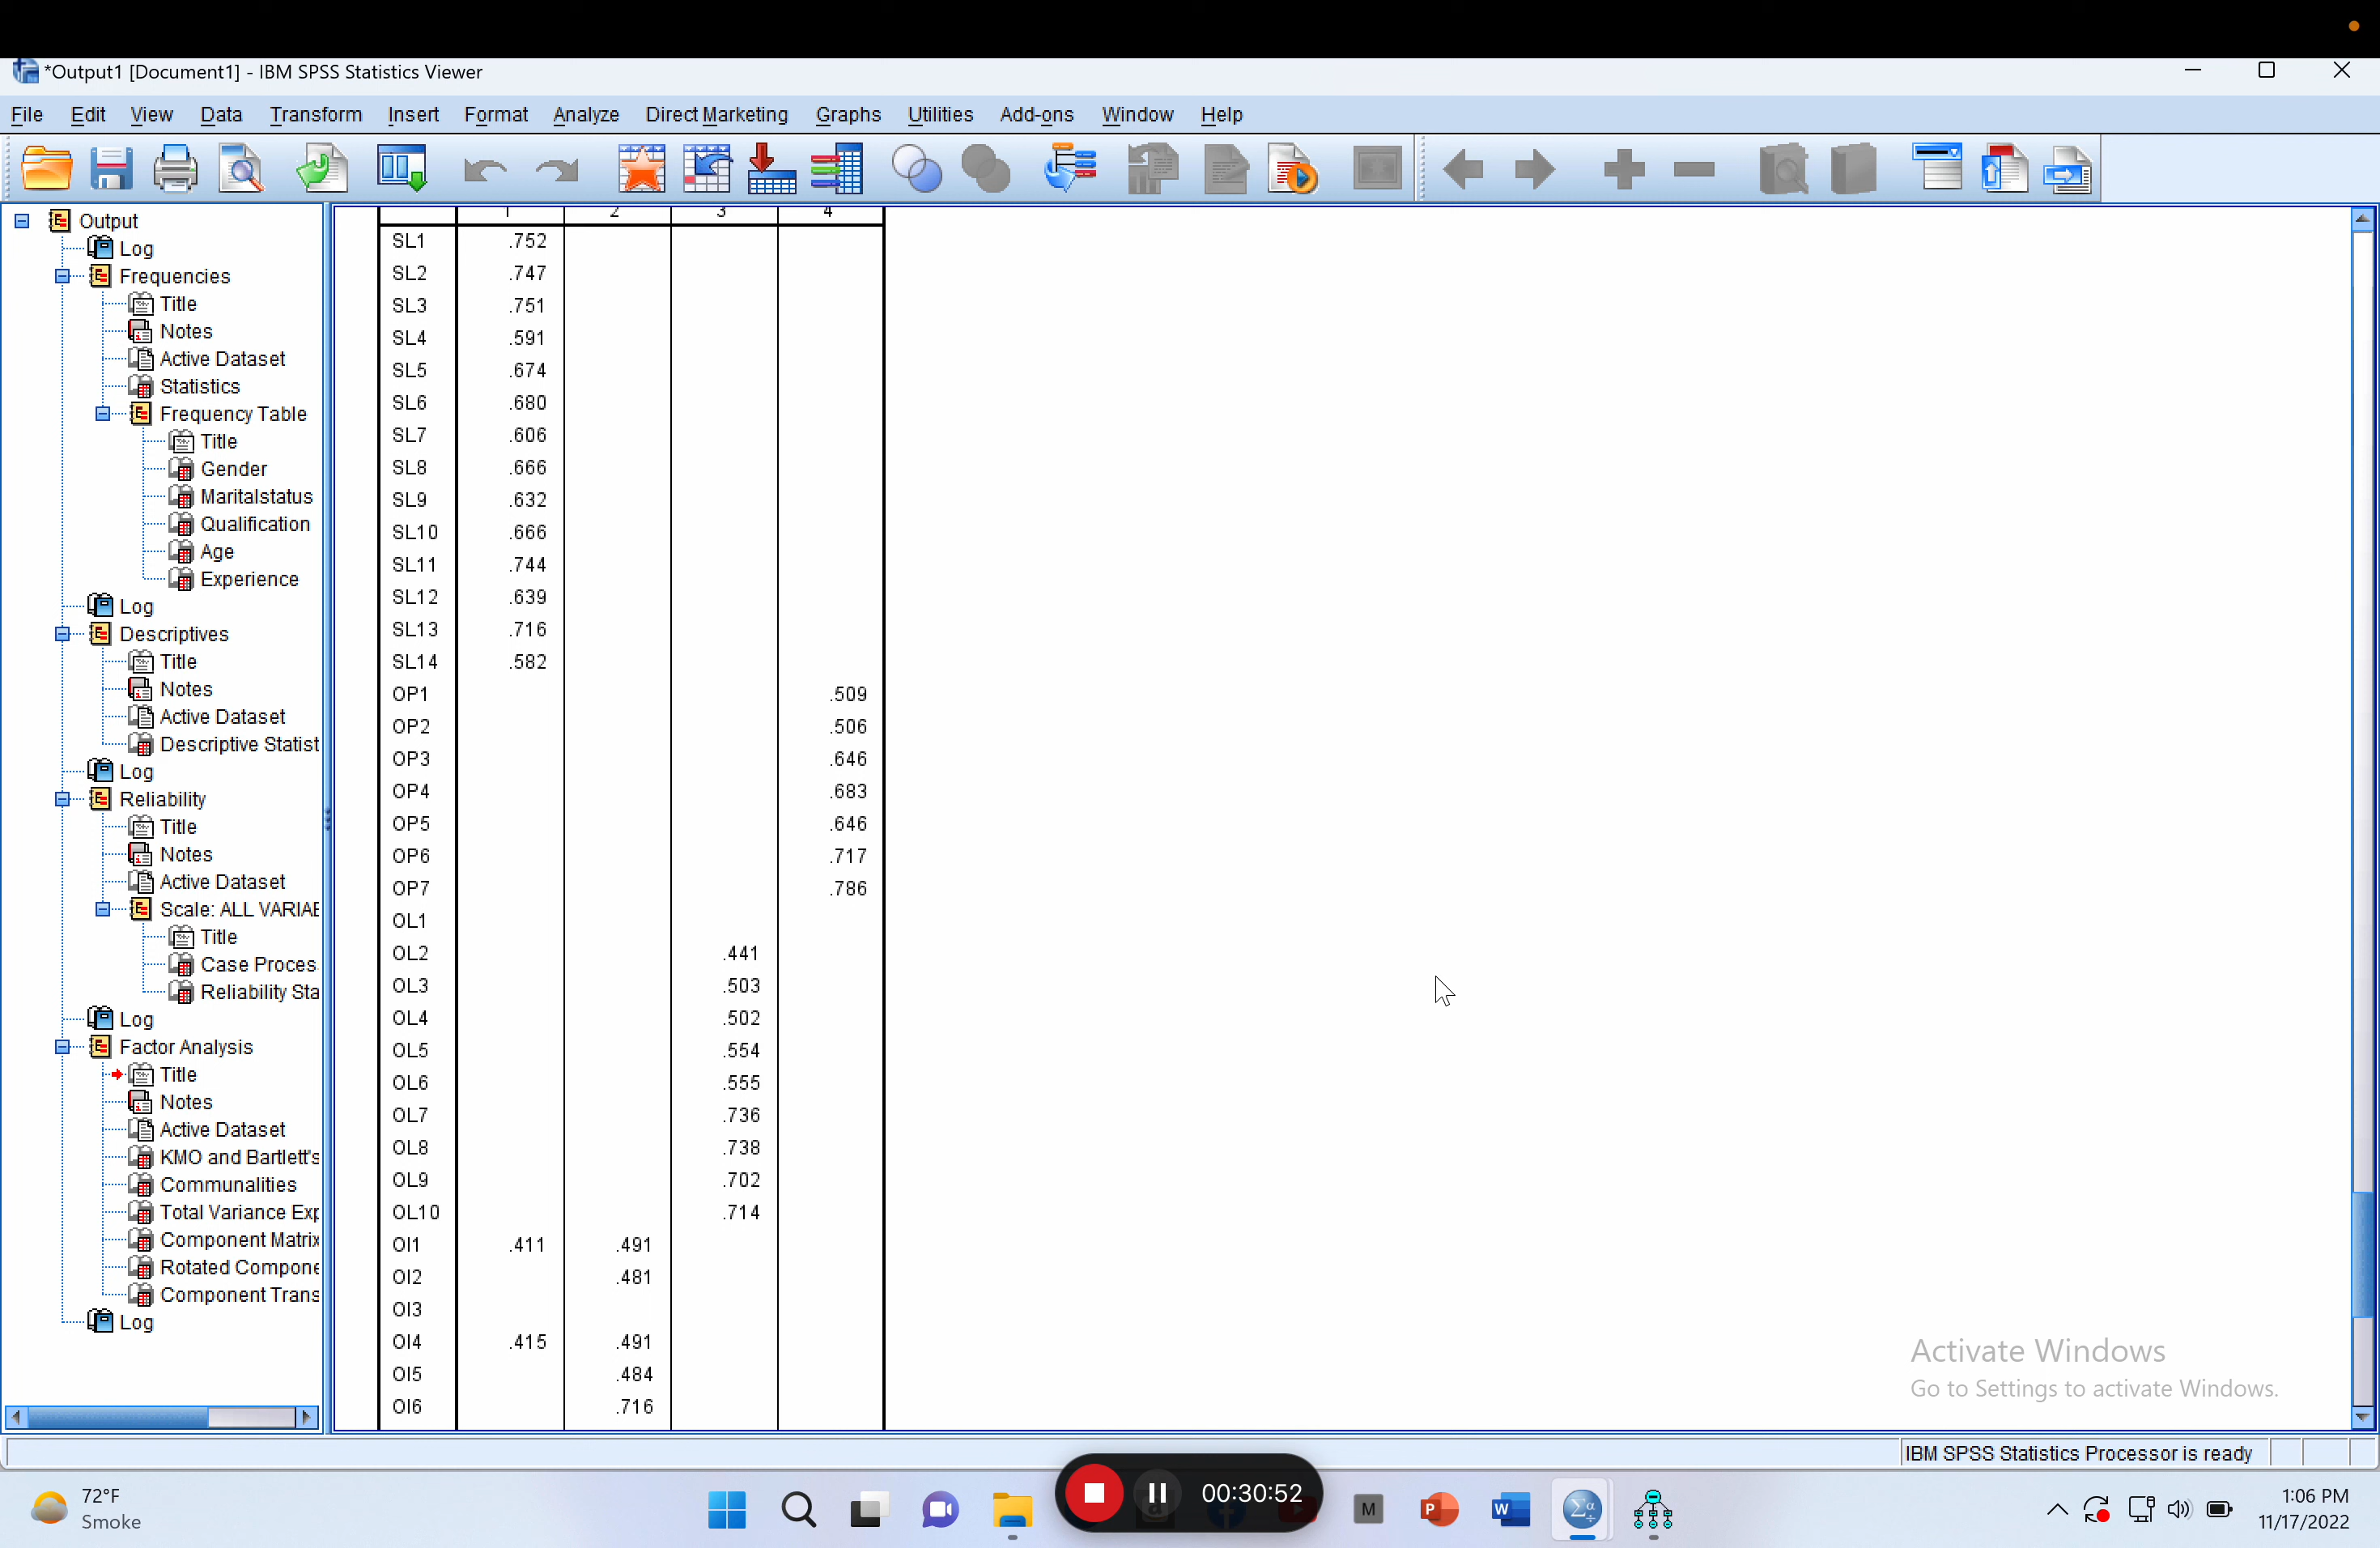 *Output1 [Document1] - IBM SPSS Statistics Viewer
File Edit View Data Transform Insert Format Analyze Direct Marketing Graphs Utilities Add-ons Window Help
Output
Log
Frequencies
Title
Notes
Active Dataset
Statistics
Frequency Table
Title
Gender
Maritalstatus
Qualification
Age
Experience
Log
Descriptives
Title
Notes
Active Dataset
Descriptive Statist
Log
Reliability
Title
Notes
Active Dataset
Scale: ALL VARIAE
Title
Case Proces
Reliability Sta
Log
Factor Analysis
Title
Notes
Active Dataset
KMO and Bartlett's
Communalities
Total Variance Exp
Component Matrix
Rotated Compone
Component Trans
Log
1 2 3 4
SL1 .752
SL2 .747
SL3 .751
SL4 .591
SL5 .674
SL6 .680
SL7 .606
SL8 .666
SL9 .632
SL10 .666
SL11 .744
SL12 .639
SL13 .716
SL14 .582
OP1 .509
OP2 .506
OP3 .646
OP4 .683
OP5 .646
OP6 .717
OP7 .786
OL1
OL2 .441
OL3 .503
OL4 .502
OL5 .554
OL6 .555
OL7 .736
OL8 .738
OL9 .702
OL10 .714
OI1 .411 .491
OI2 .481
OI3
OI4 .415 .491
OI5 .484
OI6 .716
Activate Windows
Go to Settings to activate Windows.
IBM SPSS Statistics Processor is ready
72°F
Smoke
00:30:52
M
P
W
Σα
1:06 PM
11/17/2022